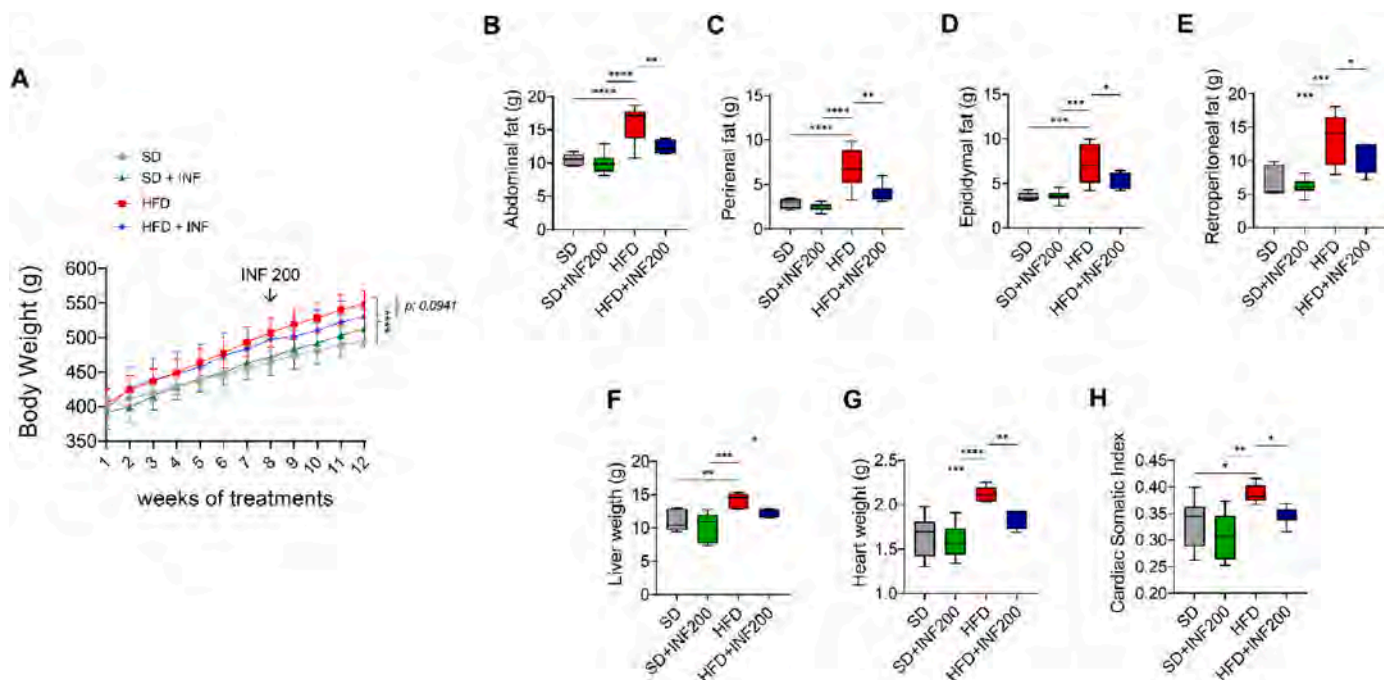 A
SD
SD + INF
HFD
HFD + INF
INF 200
Body Weight (g)
600
550
500
450
400
350
p: 0.0941
****
1 2 3 4 5 6 7 8 9 10 11 12
weeks of treatments
B
Abdominal fat (g)
20
15
10
5
0
**** **
****
SD
SD+INF200
HFD
HFD+INF200
C
Perirenal fat (g)
15
10
5
0
**** **
****
SD
SD+INF200
HFD
HFD+INF200
D
Epididymal fat (g)
15
10
5
0
*** *
***
SD
SD+INF200
HFD
HFD+INF200
E
Retroperioneal fat (g)
20
15
10
5
0
*** *
***
SD
SD+INF200
HFD
HFD+INF200
F
Liver weigth (g)
20
15
10
5
0
*** *
**
SD
SD+INF200
HFD
HFD+INF200
G
Heart weight (g)
2.5
2.0
1.5
1.0
**** **
***
SD
SD+INF200
HFD
HFD+INF200
H
Cardiac Somatic Index
0.45
0.40
0.35
0.30
0.25
0.20
** *
*
SD
SD+INF200
HFD
HFD+INF200